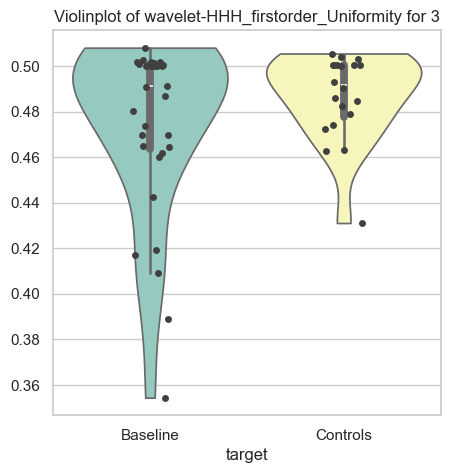 Violinplot of wavelet-HHH_firstorder_Uniformity for 3
0.50
0.48
0.46
0.44
0.42
0.40
0.38
0.36
Baseline
Controls
target